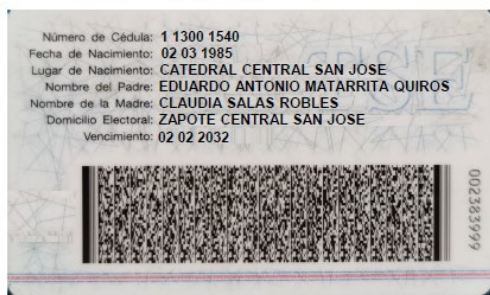 Número de Cédula: 1 1300 1540
Fecha de Nacimiento: 02 03 1985
Lugar de Nacimiento: CATEDRAL CENTRAL SAN JOSE
Nombre del Padre: EDUARDO ANTONIO MATARRITA QUIROS
Nombre de la Madre: CLAUDIA SALAS ROBLES
Domicilio Electoral: ZAPOTE CENTRAL SAN JOSE
Vencimiento: 02 02 2032
TSE
002383999